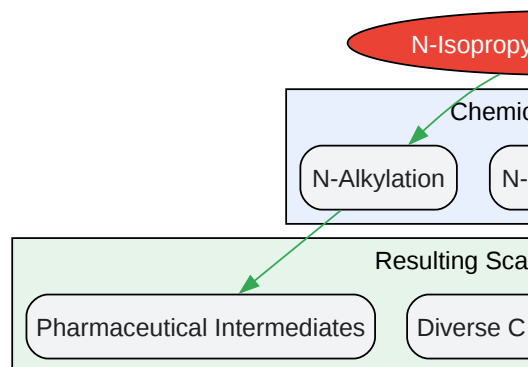 N-Isopropy
Chemic
N-Alkylation
N-
Resulting Sca
Pharmaceutical Intermediates
Diverse C